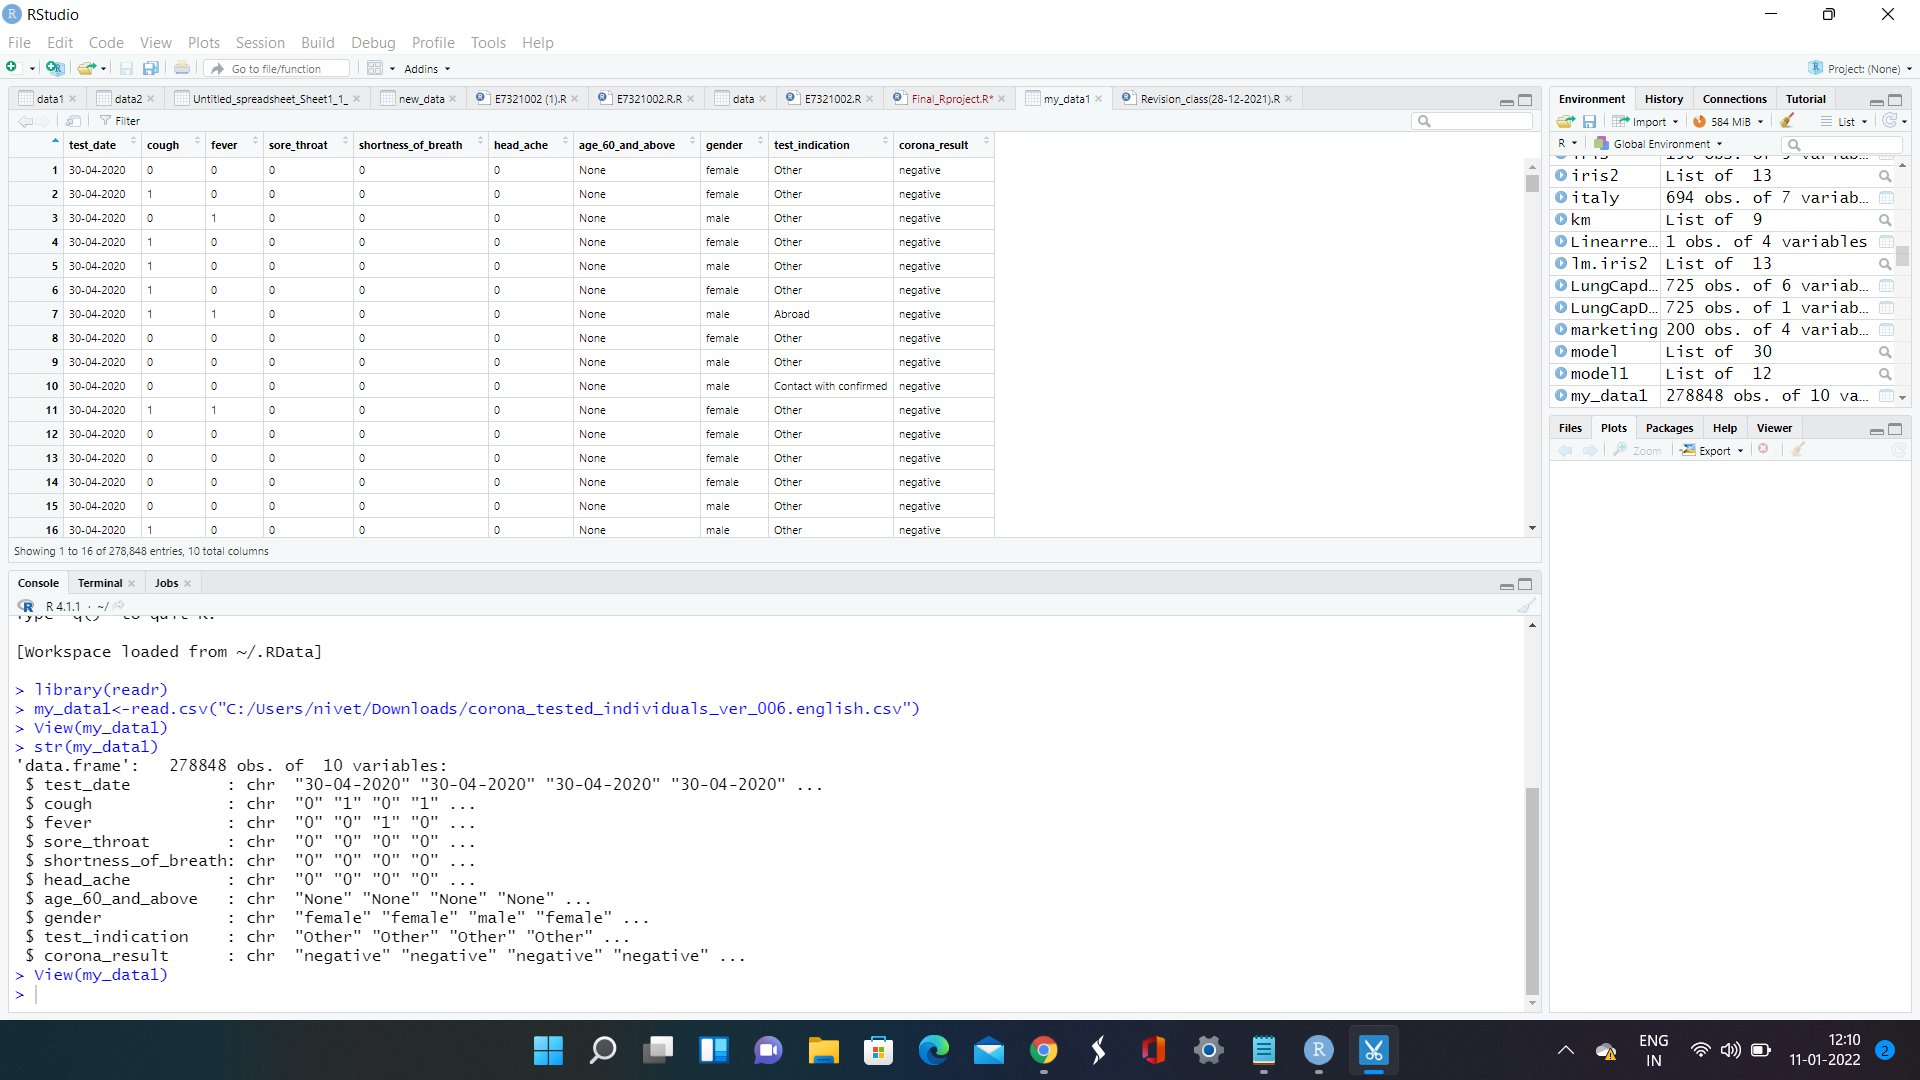 RStudio
File Edit Code View Plots Session Build Debug Profile Tools Help
Go to file/function Addins Project: (None)
data1 data2 Untitled_spreadsheet_Sheet1_1_ new_data E7321002 (1).R E7321002.R.R data E7321002.R Final_Rproject.R* my_data1 Revision_class(28-12-2021).R
Filter
test_date cough fever sore_throat shortness_of_breath head_ache age_60_and_above gender test_indication corona_result
1 30-04-2020 0 0 0 0 0 None female Other negative
2 30-04-2020 1 0 0 0 0 None female Other negative
3 30-04-2020 0 1 0 0 0 None male Other negative
4 30-04-2020 1 0 0 0 0 None female Other negative
5 30-04-2020 1 0 0 0 0 None male Other negative
6 30-04-2020 1 0 0 0 0 None female Other negative
7 30-04-2020 1 1 0 0 0 None male Abroad negative
8 30-04-2020 0 0 0 0 0 None female Other negative
9 30-04-2020 0 0 0 0 0 None male Other negative
10 30-04-2020 0 0 0 0 0 None male Contact with confirmed negative
11 30-04-2020 1 1 0 0 0 None female Other negative
12 30-04-2020 0 0 0 0 0 None female Other negative
13 30-04-2020 0 0 0 0 0 None female Other negative
14 30-04-2020 0 0 0 0 0 None female Other negative
15 30-04-2020 0 0 0 0 0 None male Other negative
16 30-04-2020 1 0 0 0 0 None male Other negative
Showing 1 to 16 of 278,848 entries, 10 total columns
Console Terminal Jobs
R 4.1.1 · ~/
Type 'q()' to quit R.
[Workspace loaded from ~/.RData]
> library(readr)
> my_data1<-read.csv("C:/Users/nivet/Downloads/corona_tested_individuals_ver_006.english.csv")
> View(my_data1)
> str(my_data1)
'data.frame': 278848 obs. of 10 variables:
$ test_date : chr "30-04-2020" "30-04-2020" "30-04-2020" "30-04-2020" ...
$ cough : chr "0" "1" "0" "1" ...
$ fever : chr "0" "0" "1" "0" ...
$ sore_throat : chr "0" "0" "0" "0" ...
$ shortness_of_breath: chr "0" "0" "0" "0" ...
$ head_ache : chr "0" "0" "0" "0" ...
$ age_60_and_above : chr "None" "None" "None" "None" ...
$ gender : chr "female" "female" "male" "female" ...
$ test_indication : chr "Other" "Other" "Other" "Other" ...
$ corona_result : chr "negative" "negative" "negative" "negative" ...
> View(my_data1)
>
Environment History Connections Tutorial
Import 584 MiB List
R Global Environment
iris2 List of 13
italy 694 obs. of 7 variab…
km List of 9
Linearre… 1 obs. of 4 variables
lm.iris2 List of 13
LungCapd… 725 obs. of 6 variab…
LungCapD… 725 obs. of 1 variab…
marketing 200 obs. of 4 variab…
model List of 30
model1 List of 12
my_data1 278848 obs. of 10 va…
Files Plots Packages Help Viewer
Zoom Export
ENG
IN
12:10
11-01-2022
2